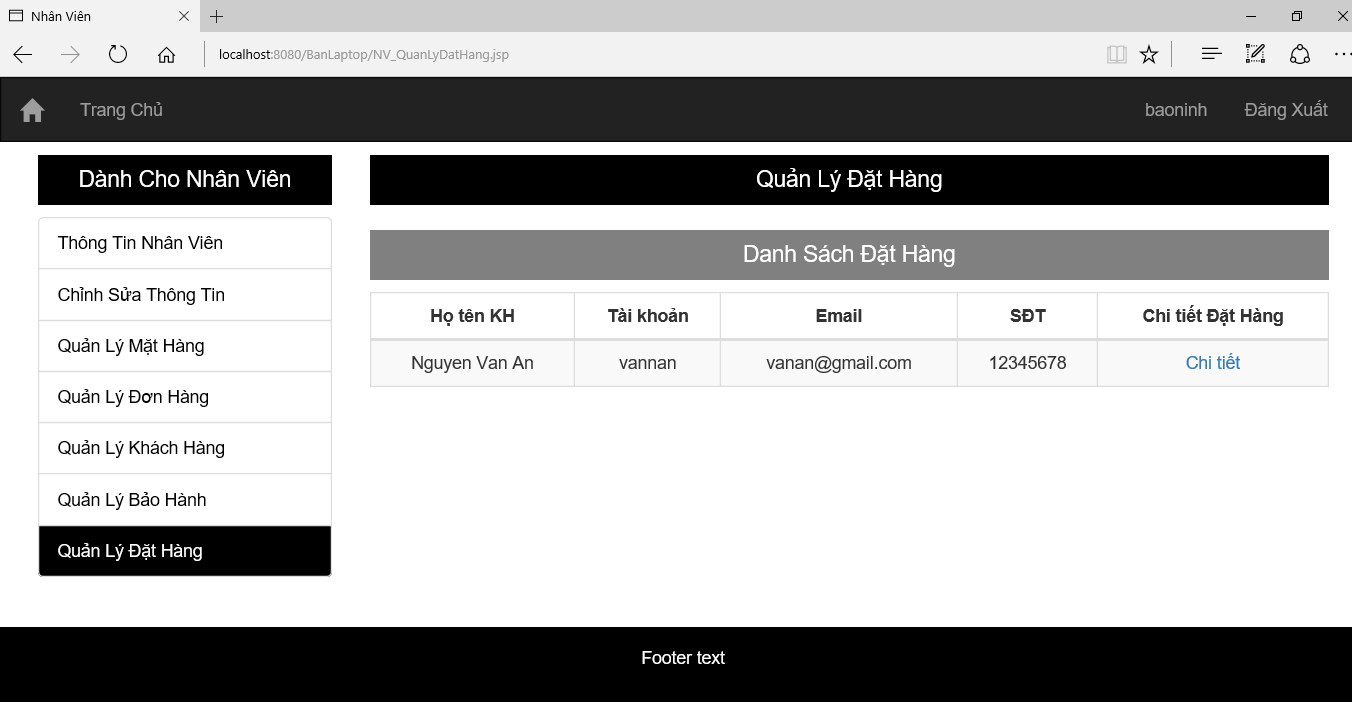 Nhân Viên
localhost:8080/BanLaptop/NV_QuanLyDatHang.jsp
Trang Chủ
baoninh
Đăng Xuất
Dành Cho Nhân Viên
Thông Tin Nhân Viên
Chỉnh Sửa Thông Tin
Quản Lý Mặt Hàng
Quản Lý Đơn Hàng
Quản Lý Khách Hàng
Quản Lý Bảo Hành
Quản Lý Đặt Hàng
Quản Lý Đặt Hàng
Danh Sách Đặt Hàng
Họ tên KH Tài khoản Email SĐT Chi tiết Đặt Hàng
Nguyen Van An vannan vanan@gmail.com 12345678 Chi tiết
Footer text